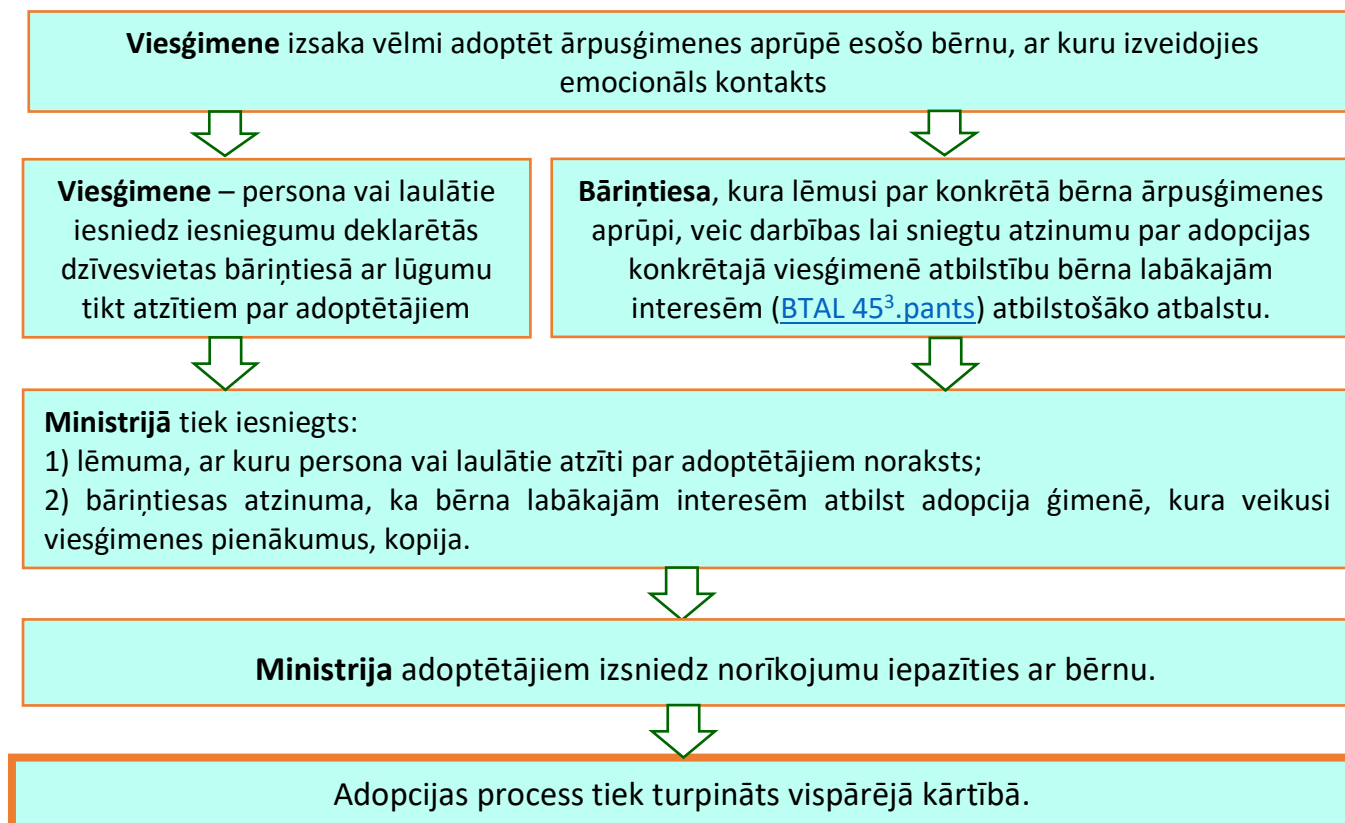 Viesģimene izsaka vēlmi adoptēt ārpusģimenes aprūpē esošo bērnu, ar kuru izveidojies
emocionāls kontakts
Viesģimene – persona vai laulātie
iesniedz iesniegumu deklarētās
dzīvesvietas bāriņtiesā ar lūgumu
tikt atzītiem par adoptētājiem
Bāriņtiesa, kura lēmusi par konkrētā bērna ārpusģimenes
aprūpi, veic darbības lai sniegtu atzinumu par adopcijas
konkrētajā viesģimenē atbilstību bērna labākajām
interesēm (BTAL 45³.pants) atbilstošāko atbalstu.
Ministrijā tiek iesniegts:
1) lēmuma, ar kuru persona vai laulātie atzīti par adoptētājiem noraksts;
2) bāriņtiesas atzinuma, ka bērna labākajām interesēm atbilst adopcija ģimenē, kura veikusi
viesģimenes pienākumus, kopija.
Ministrija adoptētājiem izsniedz norīkojumu iepazīties ar bērnu.
Adopcijas process tiek turpināts vispārējā kārtībā.